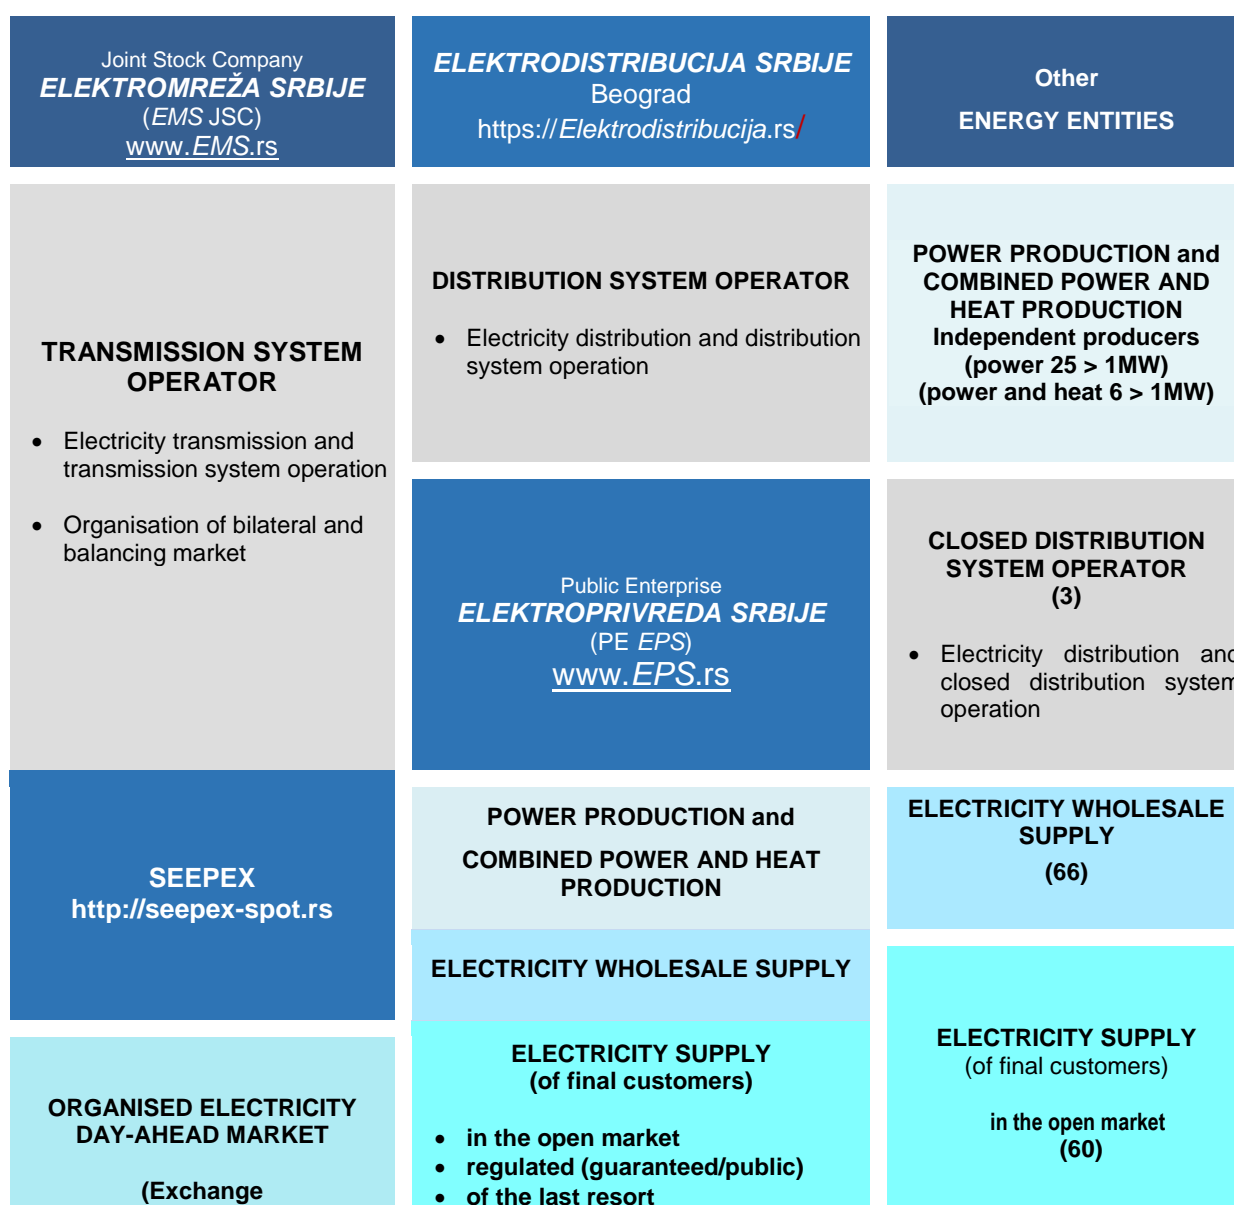 Joint Stock Company
ELEKTROMREŽA SRBIJE
(EMS JSC)
www.EMS.rs
TRANSMISSION SYSTEM
OPERATOR
• Electricity transmission and
transmission system operation
• Organisation of bilateral and
balancing market
SEEPEX
http://seepex-spot.rs
ORGANISED ELECTRICITY
DAY-AHEAD MARKET
(Exchange
ELEKTRODISTRIBUCIJA SRBIJE
Beograd
https://Elektrodistribucija.rs/
DISTRIBUTION SYSTEM OPERATOR
• Electricity distribution and distribution
system operation
Public Enterprise
ELEKTROPRIVREDA SRBIJE
(PE EPS)
www.EPS.rs
POWER PRODUCTION and
COMBINED POWER AND HEAT
PRODUCTION
ELECTRICITY WHOLESALE SUPPLY
ELECTRICITY SUPPLY
(of final customers)
• in the open market
• regulated (guaranteed/public)
• of the last resort
Other
ENERGY ENTITIES
POWER PRODUCTION and
COMBINED POWER AND
HEAT PRODUCTION
Independent producers
(power 25 > 1MW)
(power and heat 6 > 1MW)
CLOSED DISTRIBUTION
SYSTEM OPERATOR
(3)
• Electricity distribution and
closed distribution system
operation
ELECTRICITY WHOLESALE
SUPPLY
(66)
ELECTRICITY SUPPLY
(of final customers)
in the open market
(60)